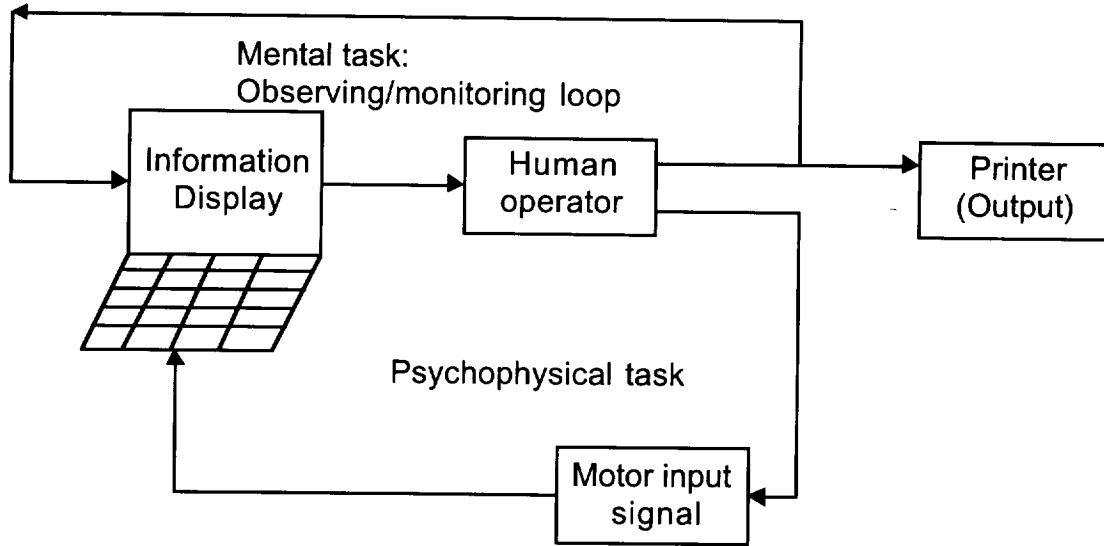 Mental task:
Observing/monitoring loop
Information
Display
Human
operator
Printer
(Output)
Psychophysical task
Motor input
signal